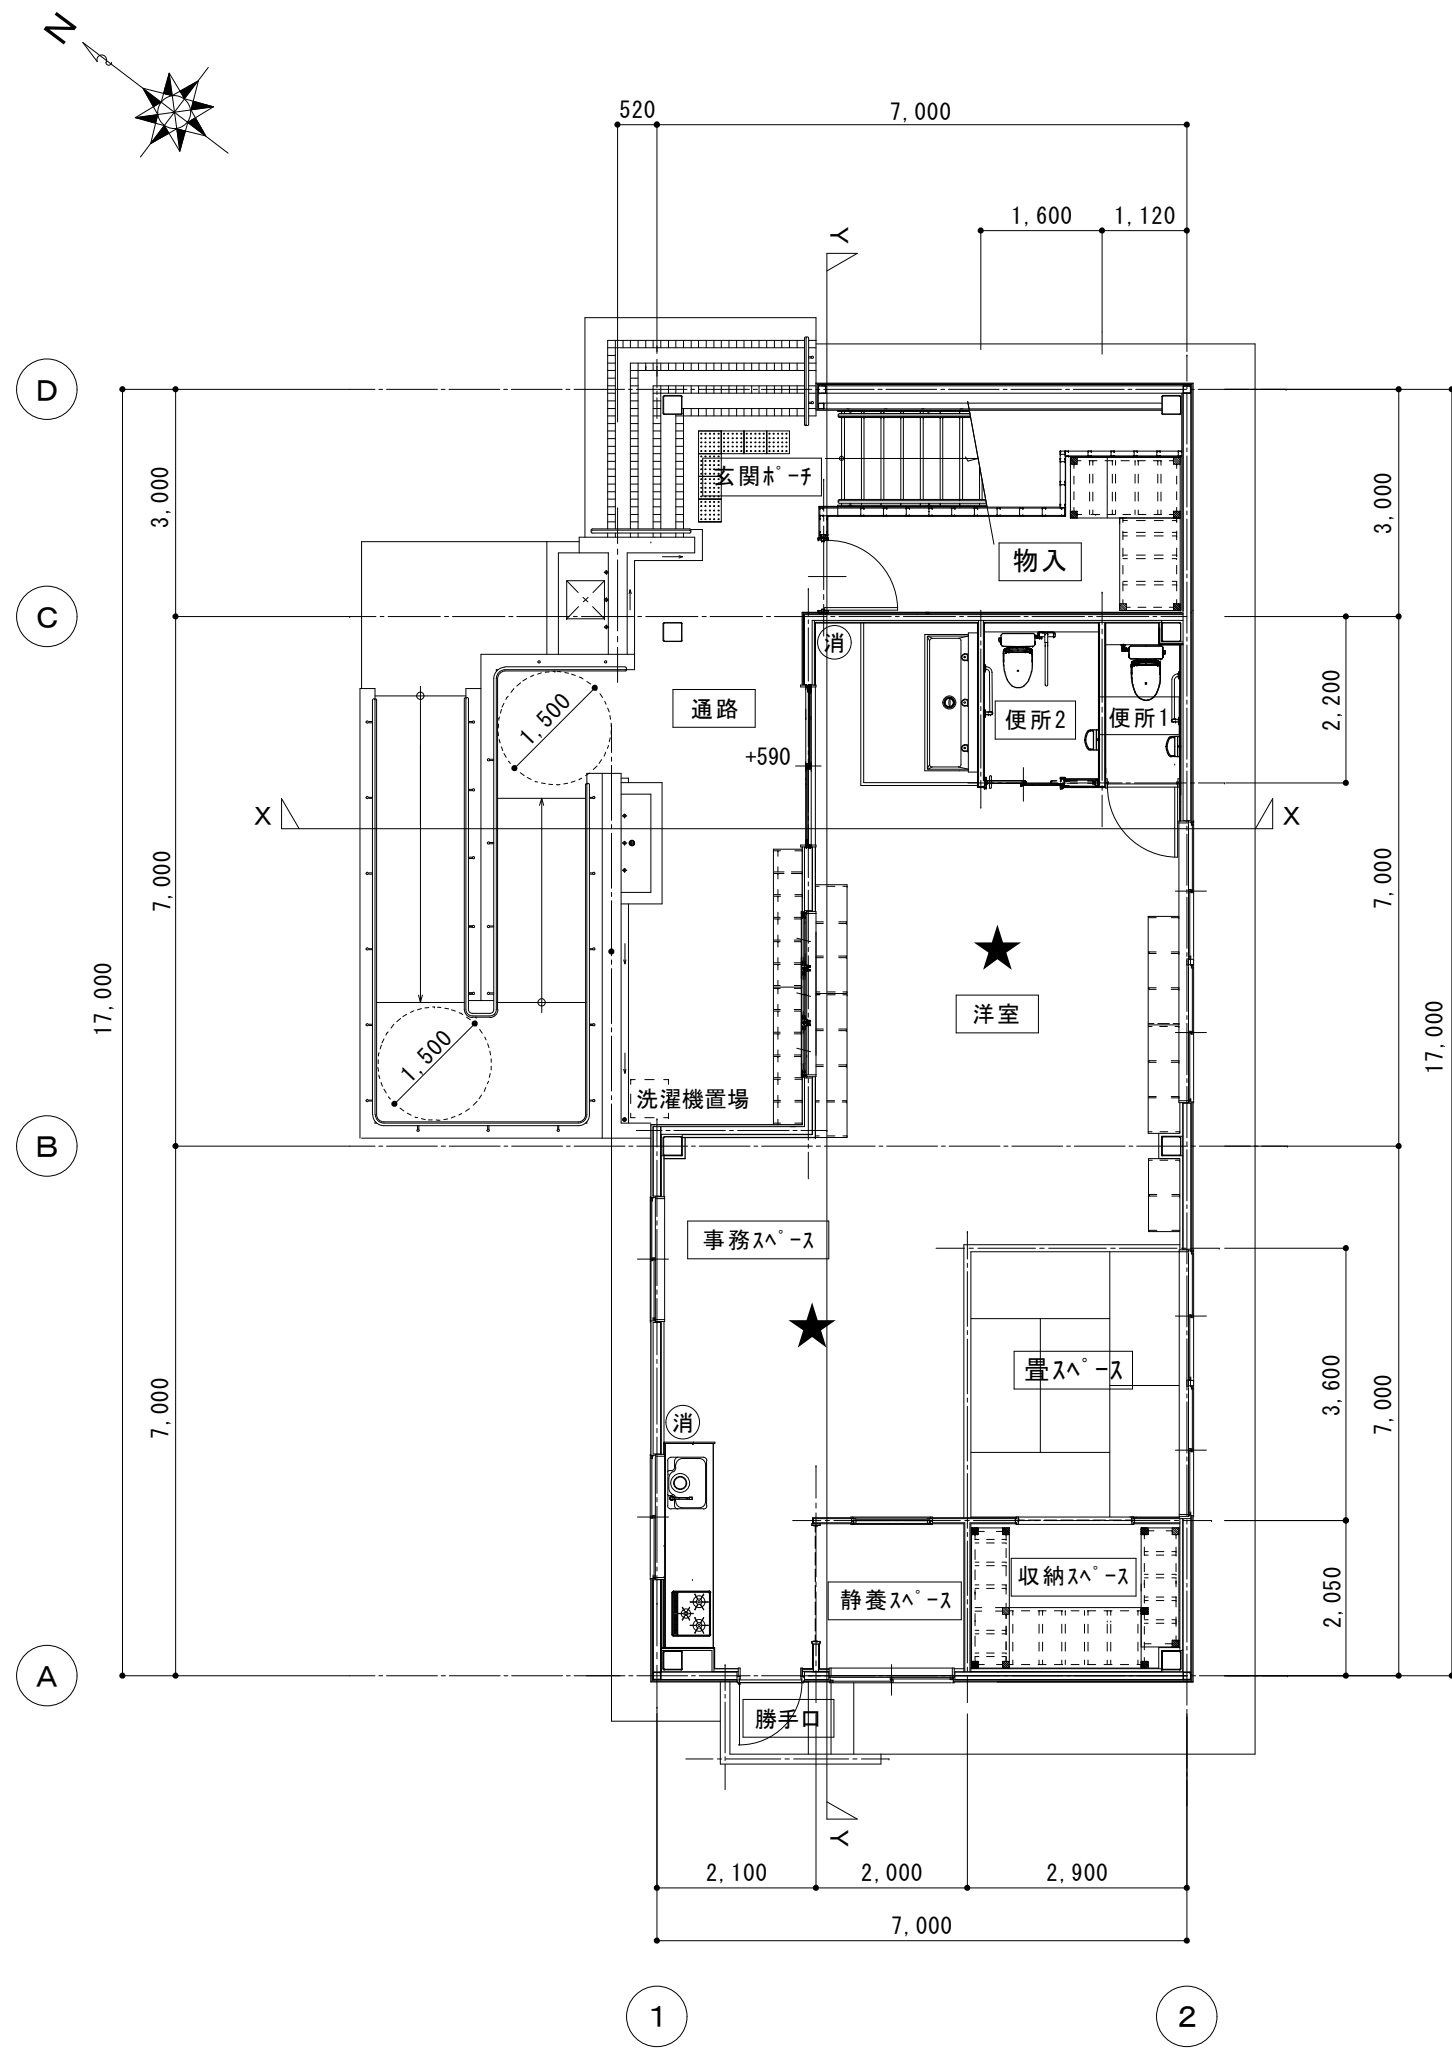 N
520
7,000
1,600
1,120
Y
D
玄関ﾎﾟｰﾁ
3,000
3,000
物入
C
消
通路
便所2
便所1
1,500
2,200
+590
X
X
7,000
7,000
17,000
17,000
洋室
1,500
洗濯機置場
B
事務ｽﾍﾟｰｽ
畳ｽﾍﾟｰｽ
3,600
7,000
7,000
消
収納ｽﾍﾟｰｽ
静養ｽﾍﾟｰｽ
2,050
A
勝手口
Y
2,100
2,000
2,900
7,000
1
2